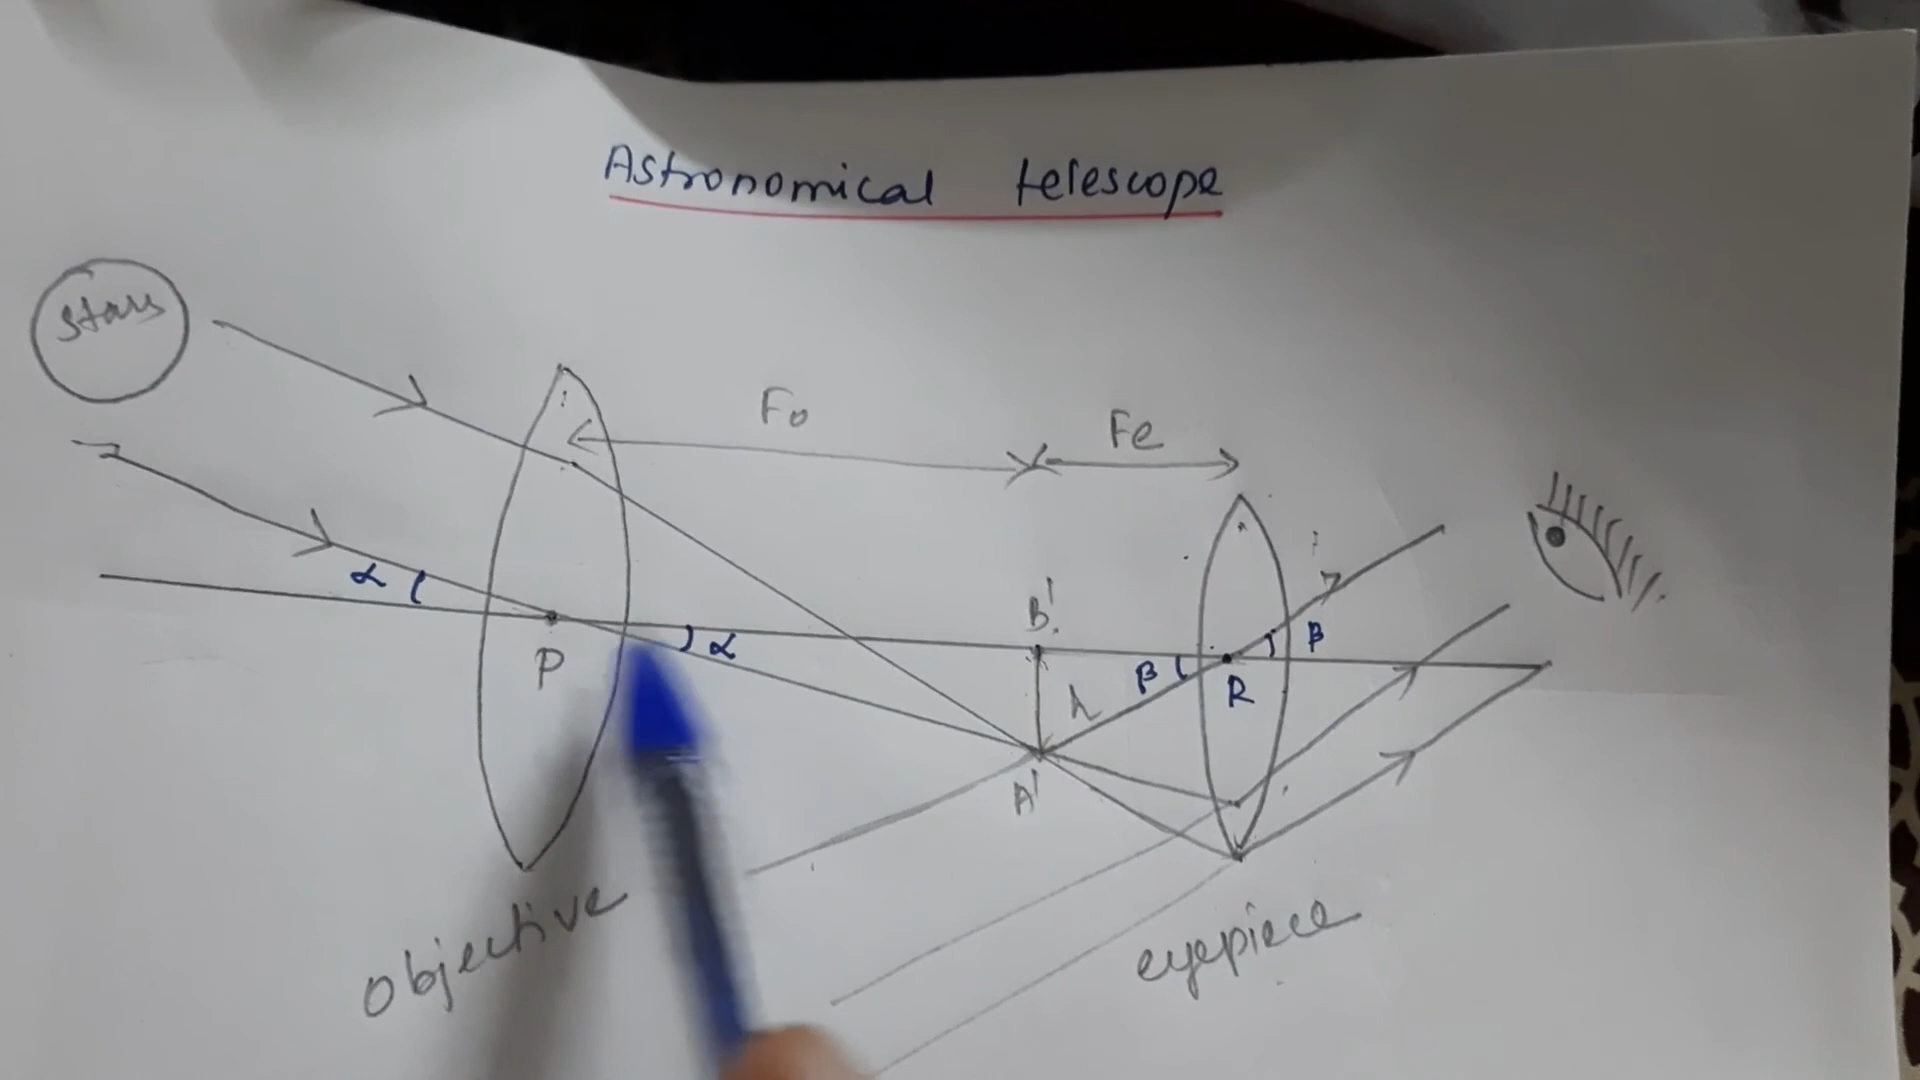 Astronomical telescope
stars
Fo
Fe
α
α
B'
β
β
P
R
h
A'
objective
eyepiece